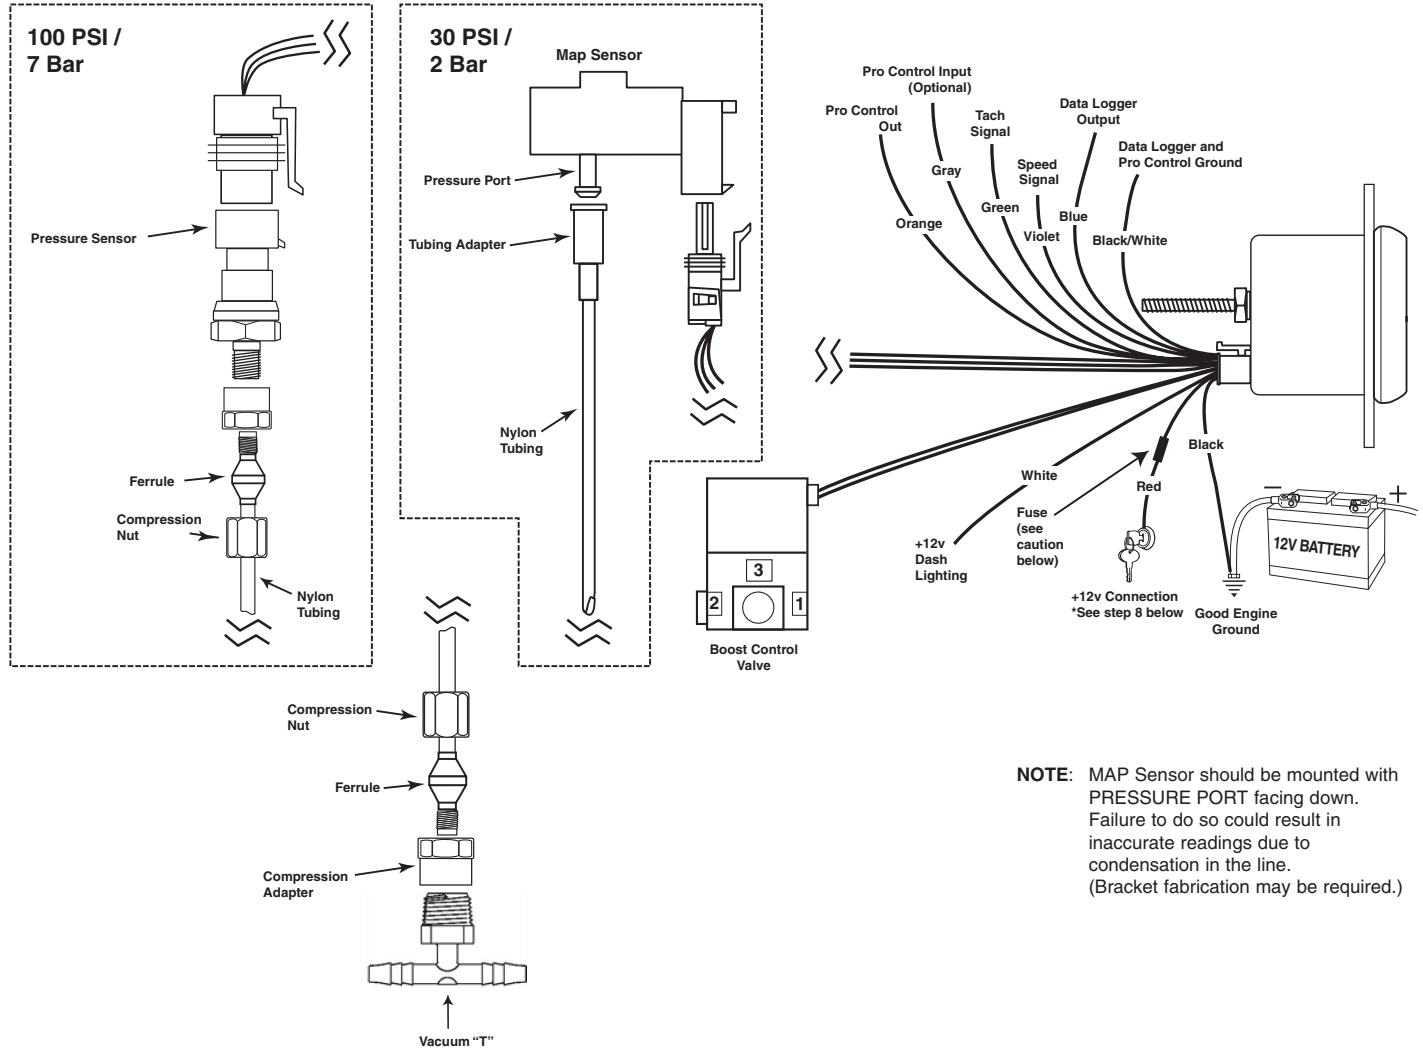 100 PSI /
7 Bar
Pressure Sensor
Ferrule
Compression
Nut
Nylon
Tubing
30 PSI /
2 Bar
Map Sensor
Pressure Port
Tubing Adapter
Nylon
Tubing
Pro Control Input
(Optional)
Pro Control
Out
Tach
Signal
Data Logger
Output
Speed
Signal
Data Logger and
Pro Control Ground
Gray
Orange
Green
Violet
Blue
Black/White
White
Red
Black
+12v
Dash
Lighting
Fuse
(see
caution
below)
+12v Connection
*See step 8 below
Good Engine
Ground
−
+
12V BATTERY
3
2
1
Boost Control
Valve
Compression
Nut
Ferrule
Compression
Adapter
Vacuum “T”
NOTE: MAP Sensor should be mounted with
PRESSURE PORT facing down.
Failure to do so could result in
inaccurate readings due to
condensation in the line.
(Bracket fabrication may be required.)